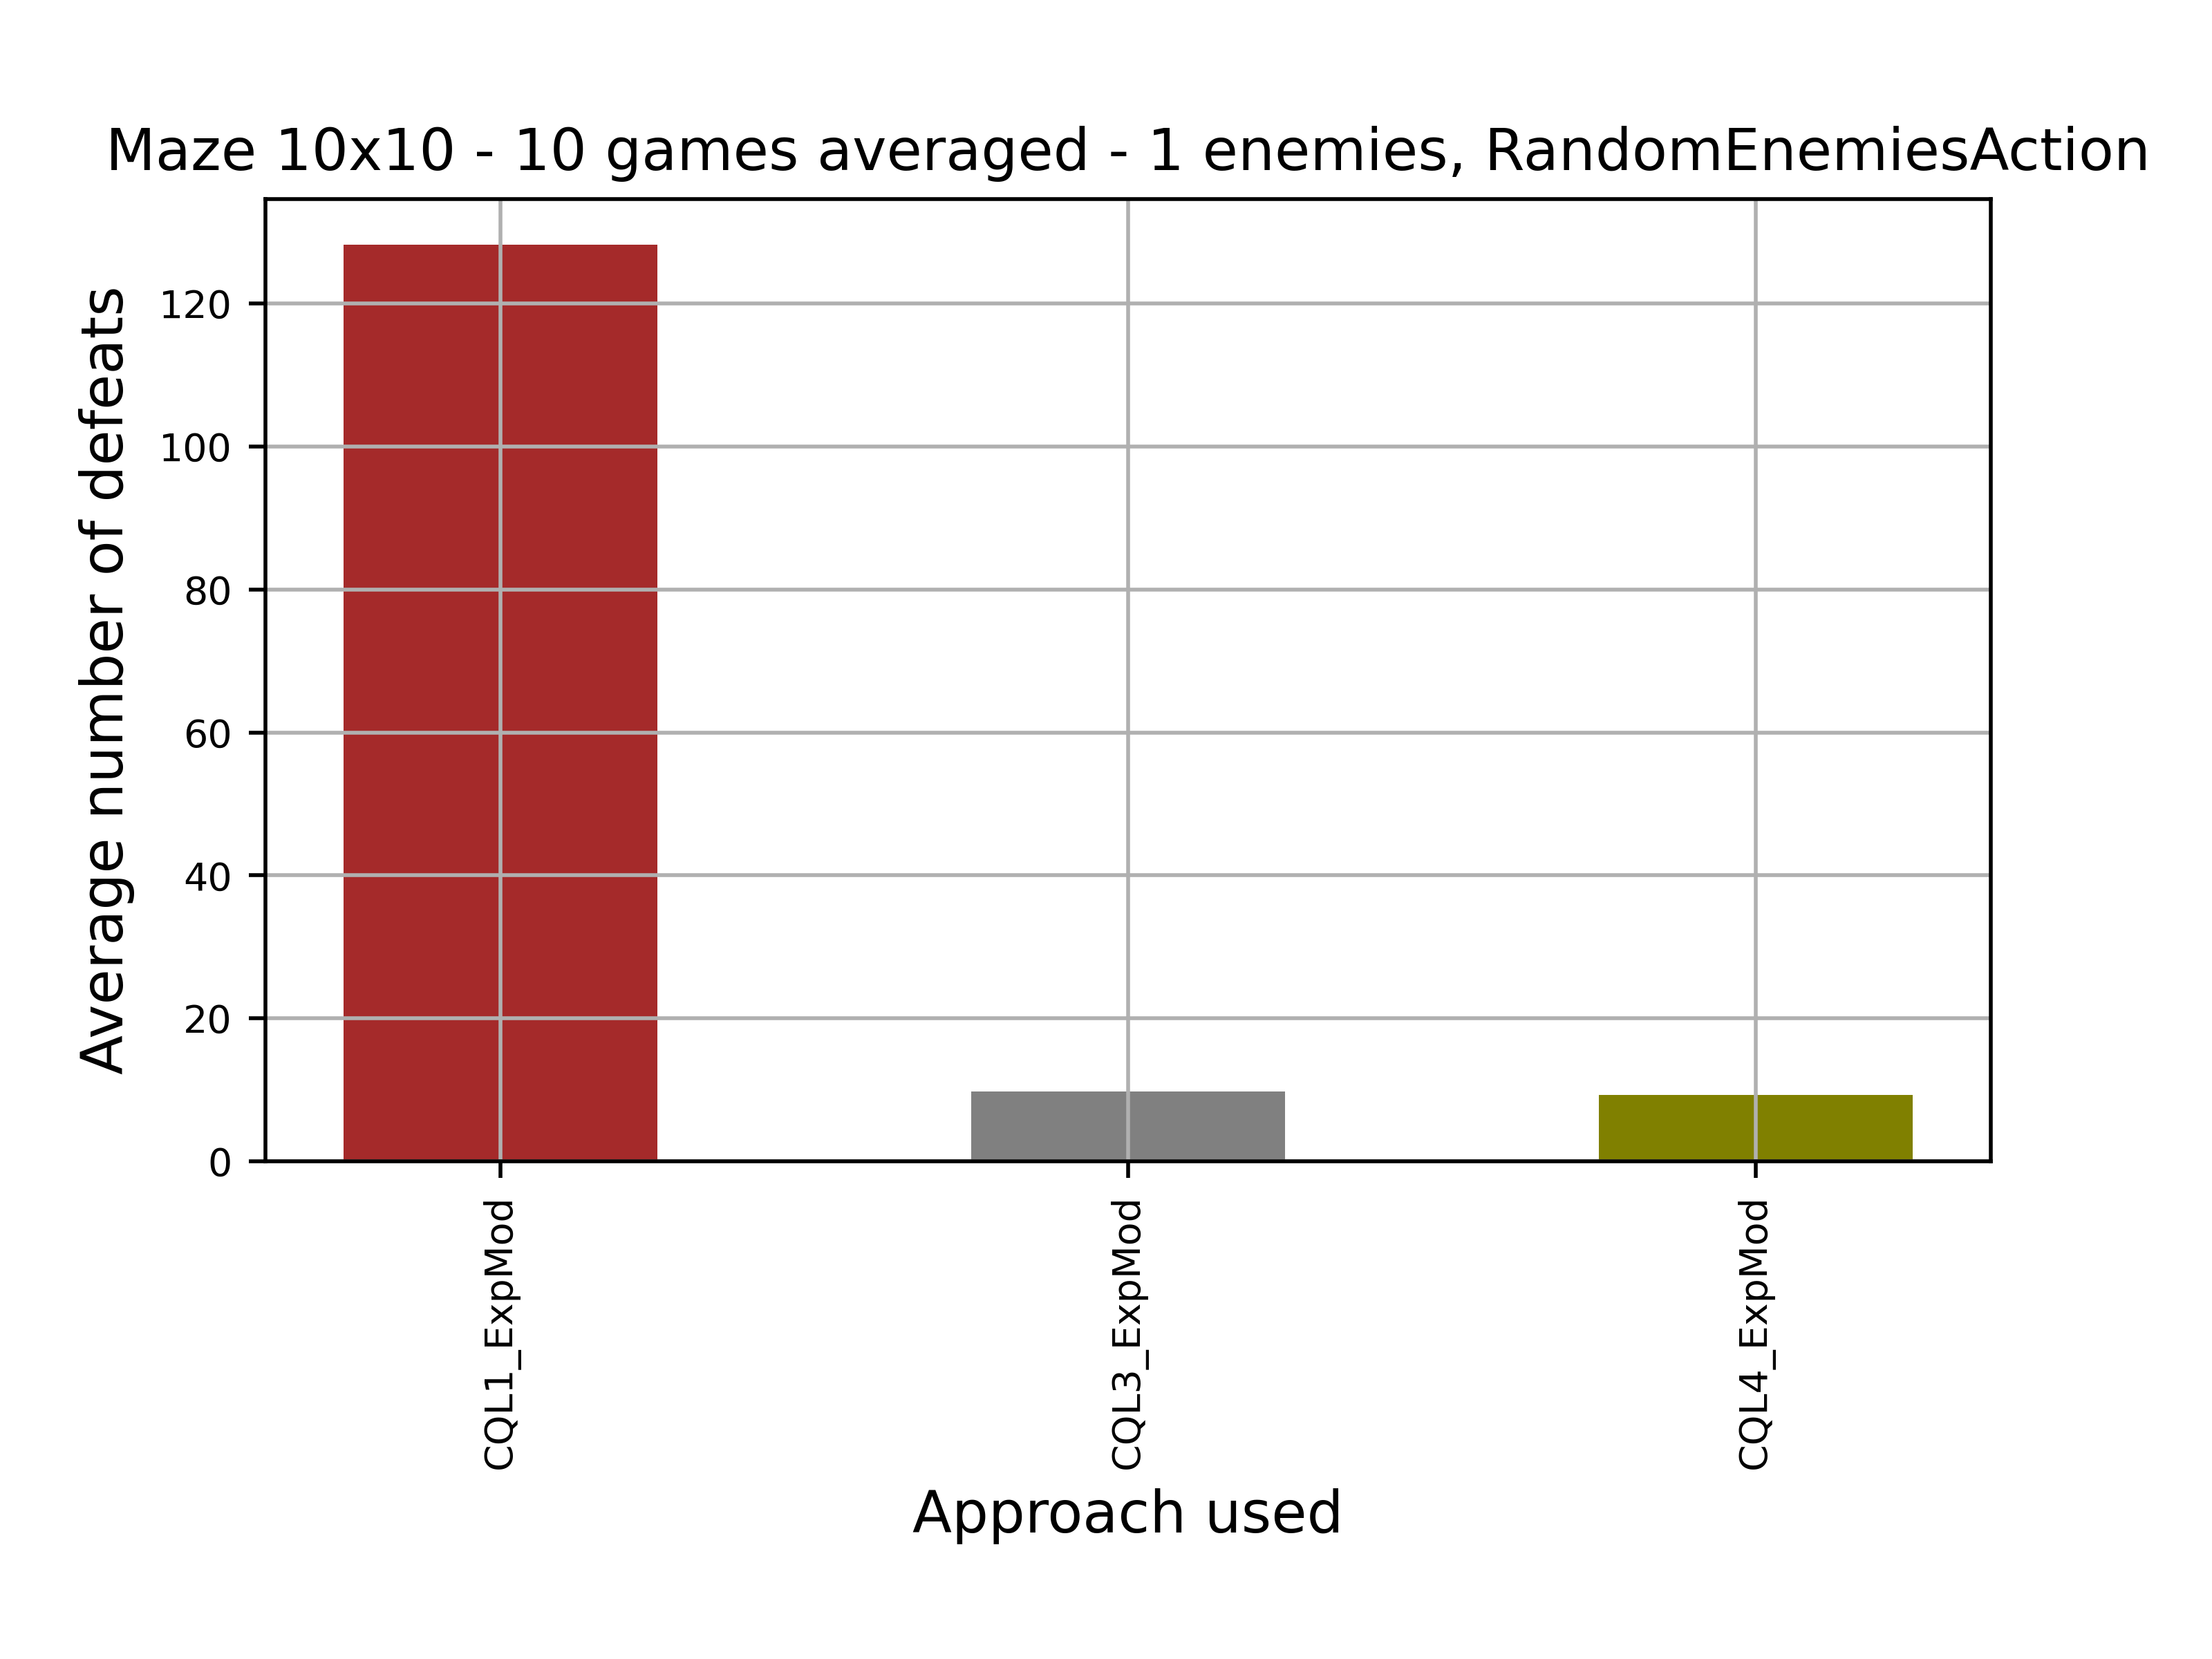 Maze 10x10 - 10 games averaged - 1 enemies, RandomEnemiesAction
Average number of defeats
120
100
80
60
40
20
0
CQL1_ExpMod
CQL3_ExpMod
CQL4_ExpMod
Approach used